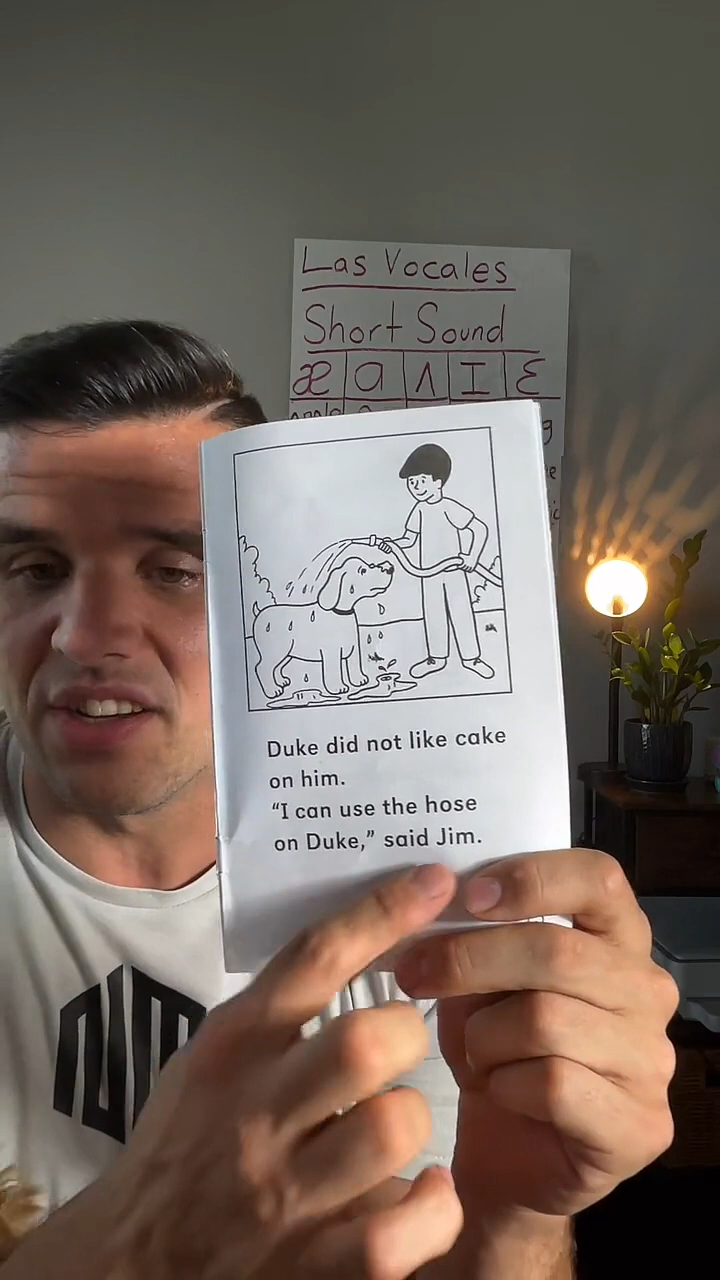 Las Vocales
Short Sound
æ a ʌ I ɛ
Duke did not like cake
on him.
“I can use the hose
on Duke,” said Jim.